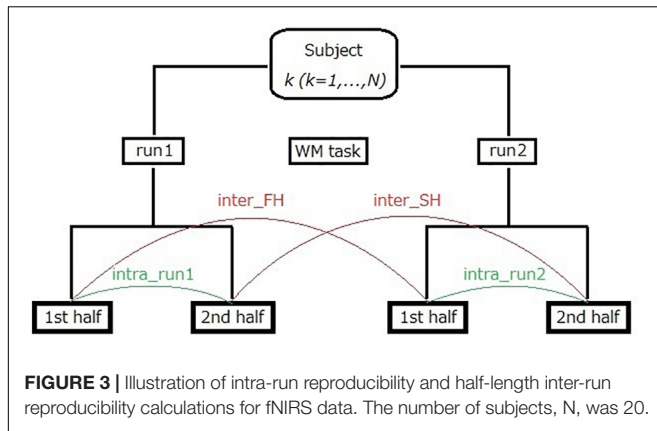 Subject
k (k=1,...,N)
run1
WM task
run2
inter_FH
inter_SH
intra_run1
intra_run2
1st half
2nd half
1st half
2nd half
FIGURE 3 | Illustration of intra-run reproducibility and half-length inter-run
reproducibility calculations for fNIRS data. The number of subjects, N, was 20.